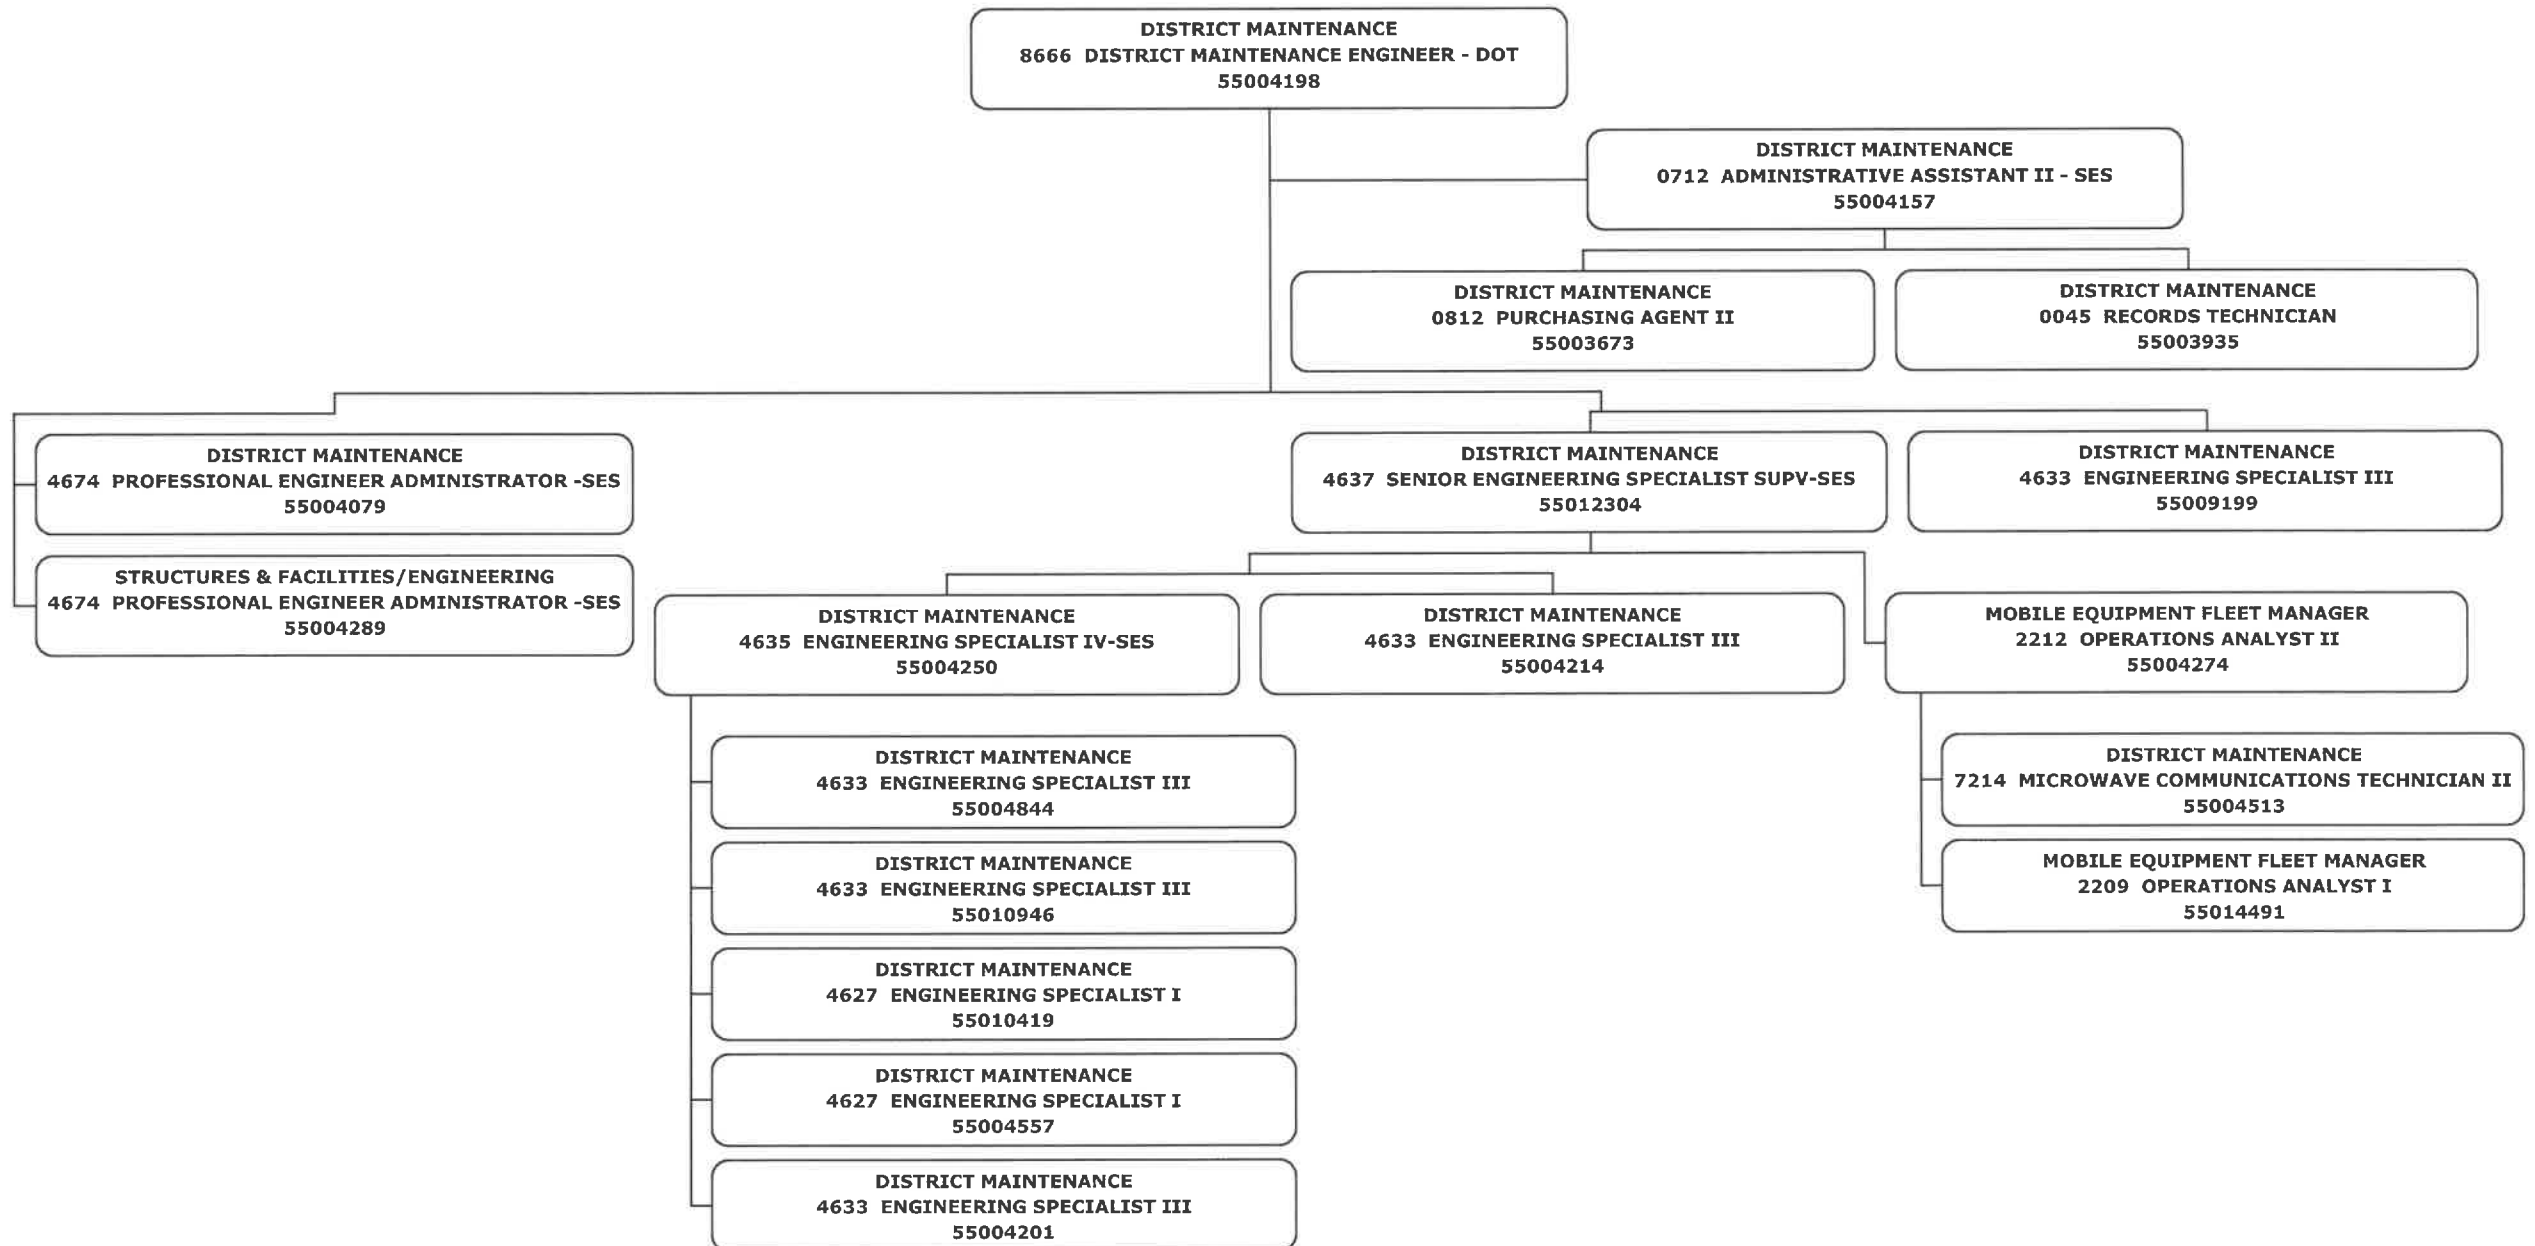 DISTRICT MAINTENANCE
8666 DISTRICT MAINTENANCE ENGINEER - DOT
55004198
DISTRICT MAINTENANCE
0712 ADMINISTRATIVE ASSISTANT II - SES
55004157
DISTRICT MAINTENANCE
0812 PURCHASING AGENT II
55003673
DISTRICT MAINTENANCE
0045 RECORDS TECHNICIAN
55003935
DISTRICT MAINTENANCE
4674 PROFESSIONAL ENGINEER ADMINISTRATOR -SES
55004079
STRUCTURES & FACILITIES/ENGINEERING
4674 PROFESSIONAL ENGINEER ADMINISTRATOR -SES
55004289
DISTRICT MAINTENANCE
4637 SENIOR ENGINEERING SPECIALIST SUPV-SES
55012304
DISTRICT MAINTENANCE
4633 ENGINEERING SPECIALIST III
55009199
DISTRICT MAINTENANCE
4635 ENGINEERING SPECIALIST IV-SES
55004250
DISTRICT MAINTENANCE
4633 ENGINEERING SPECIALIST III
55004214
MOBILE EQUIPMENT FLEET MANAGER
2212 OPERATIONS ANALYST II
55004274
DISTRICT MAINTENANCE
4633 ENGINEERING SPECIALIST III
55004844
DISTRICT MAINTENANCE
4633 ENGINEERING SPECIALIST III
55010946
DISTRICT MAINTENANCE
4627 ENGINEERING SPECIALIST I
55010419
DISTRICT MAINTENANCE
4627 ENGINEERING SPECIALIST I
55004557
DISTRICT MAINTENANCE
4633 ENGINEERING SPECIALIST III
55004201
DISTRICT MAINTENANCE
7214 MICROWAVE COMMUNICATIONS TECHNICIAN II
55004513
MOBILE EQUIPMENT FLEET MANAGER
2209 OPERATIONS ANALYST I
55014491